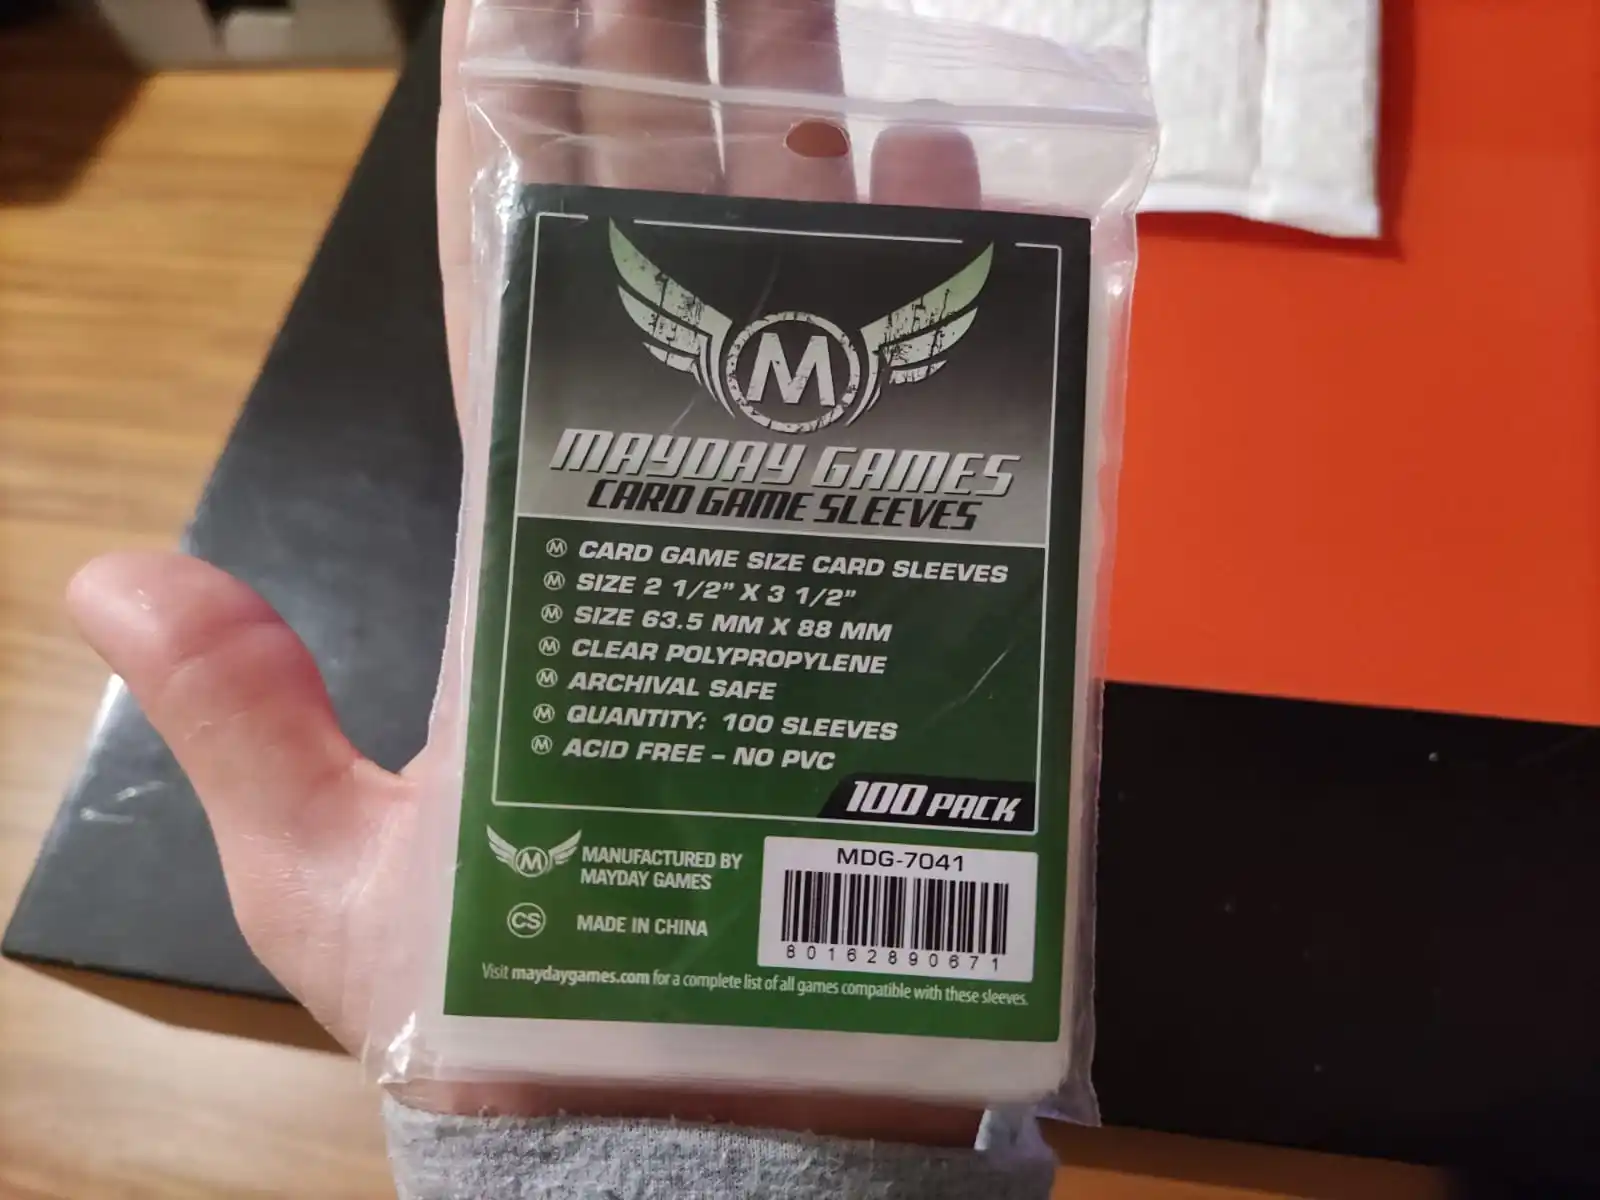 M
MAYDAY GAMES
CARD GAME SLEEVES
M CARD GAME SIZE CARD SLEEVES
M SIZE 2 1/2" X 3 1/2"
M SIZE 63.5 MM X 88 MM
M CLEAR POLYPROPYLENE
M ARCHIVAL SAFE
M QUANTITY: 100 SLEEVES
M ACID FREE – NO PVC
100 PACK
M MANUFACTURED BY
MAYDAY GAMES
CS MADE IN CHINA
MDG-7041
80162890671
Visit maydaygames.com for a complete list of all games compatible with these sleeves.